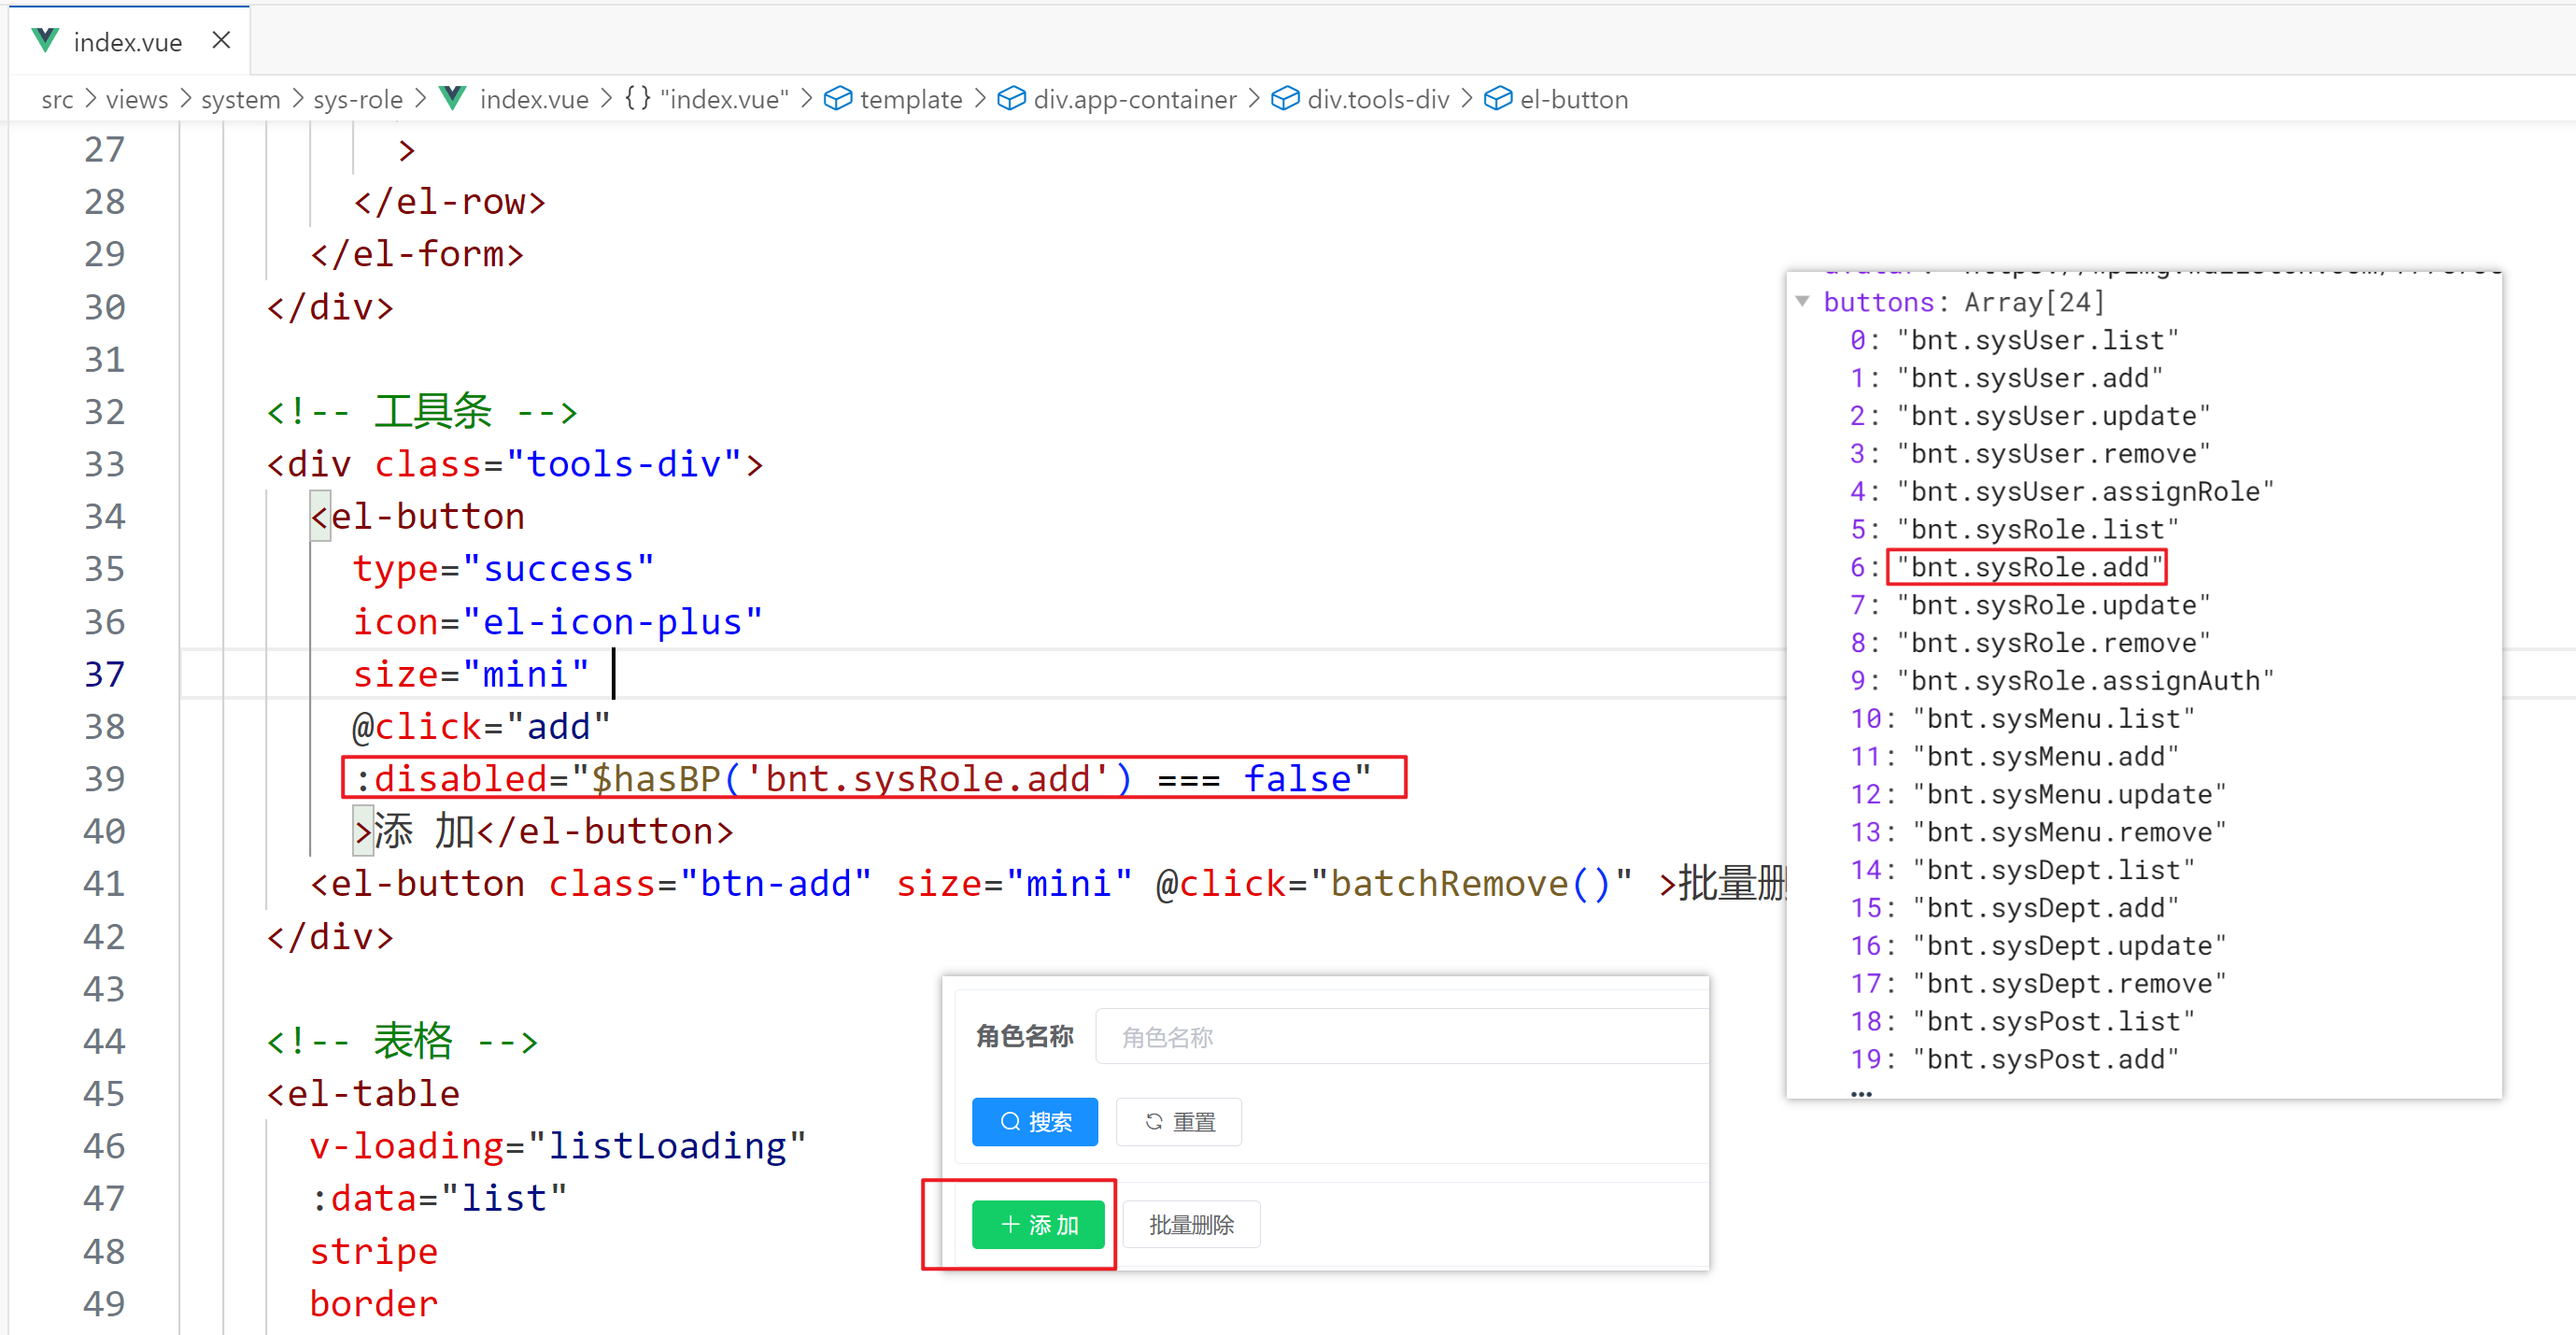 index.vue
src > views > system > sys-role > index.vue > {} "index.vue" > template > div.app-container > div.tools-div > el-button
27 >
28 </el-row>
29 </el-form>
30 </div>
31
32 <!-- 工具条 -->
33 <div class="tools-div">
34 <el-button
35 type="success"
36 icon="el-icon-plus"
37 size="mini"
38 @click="add"
39 :disabled="$hasBP('bnt.sysRole.add') === false"
40 >添 加</el-button>
41 <el-button class="btn-add" size="mini" @click="batchRemove()" >批量删
42 </div>
43
44 <!-- 表格 -->
45 <el-table
46 v-loading="listLoading"
47 :data="list"
48 stripe
49 border
buttons: Array[24]
0: "bnt.sysUser.list"
1: "bnt.sysUser.add"
2: "bnt.sysUser.update"
3: "bnt.sysUser.remove"
4: "bnt.sysUser.assignRole"
5: "bnt.sysRole.list"
6: "bnt.sysRole.add"
7: "bnt.sysRole.update"
8: "bnt.sysRole.remove"
9: "bnt.sysRole.assignAuth"
10: "bnt.sysMenu.list"
11: "bnt.sysMenu.add"
12: "bnt.sysMenu.update"
13: "bnt.sysMenu.remove"
14: "bnt.sysDept.list"
15: "bnt.sysDept.add"
16: "bnt.sysDept.update"
17: "bnt.sysDept.remove"
18: "bnt.sysPost.list"
19: "bnt.sysPost.add"
...
角色名称 角色名称
搜索 重置
添 加 批量删除